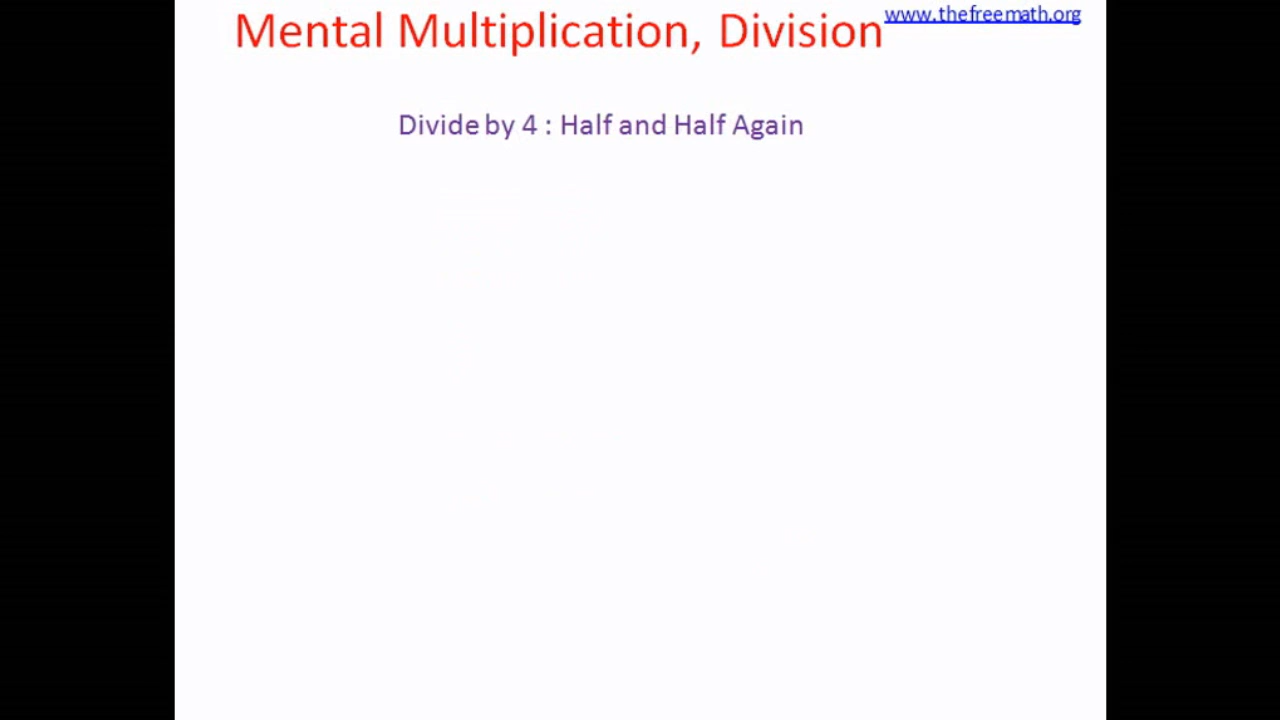 Mental Multiplication, Division
www.thefreemath.org
Divide by 4 : Half and Half Again